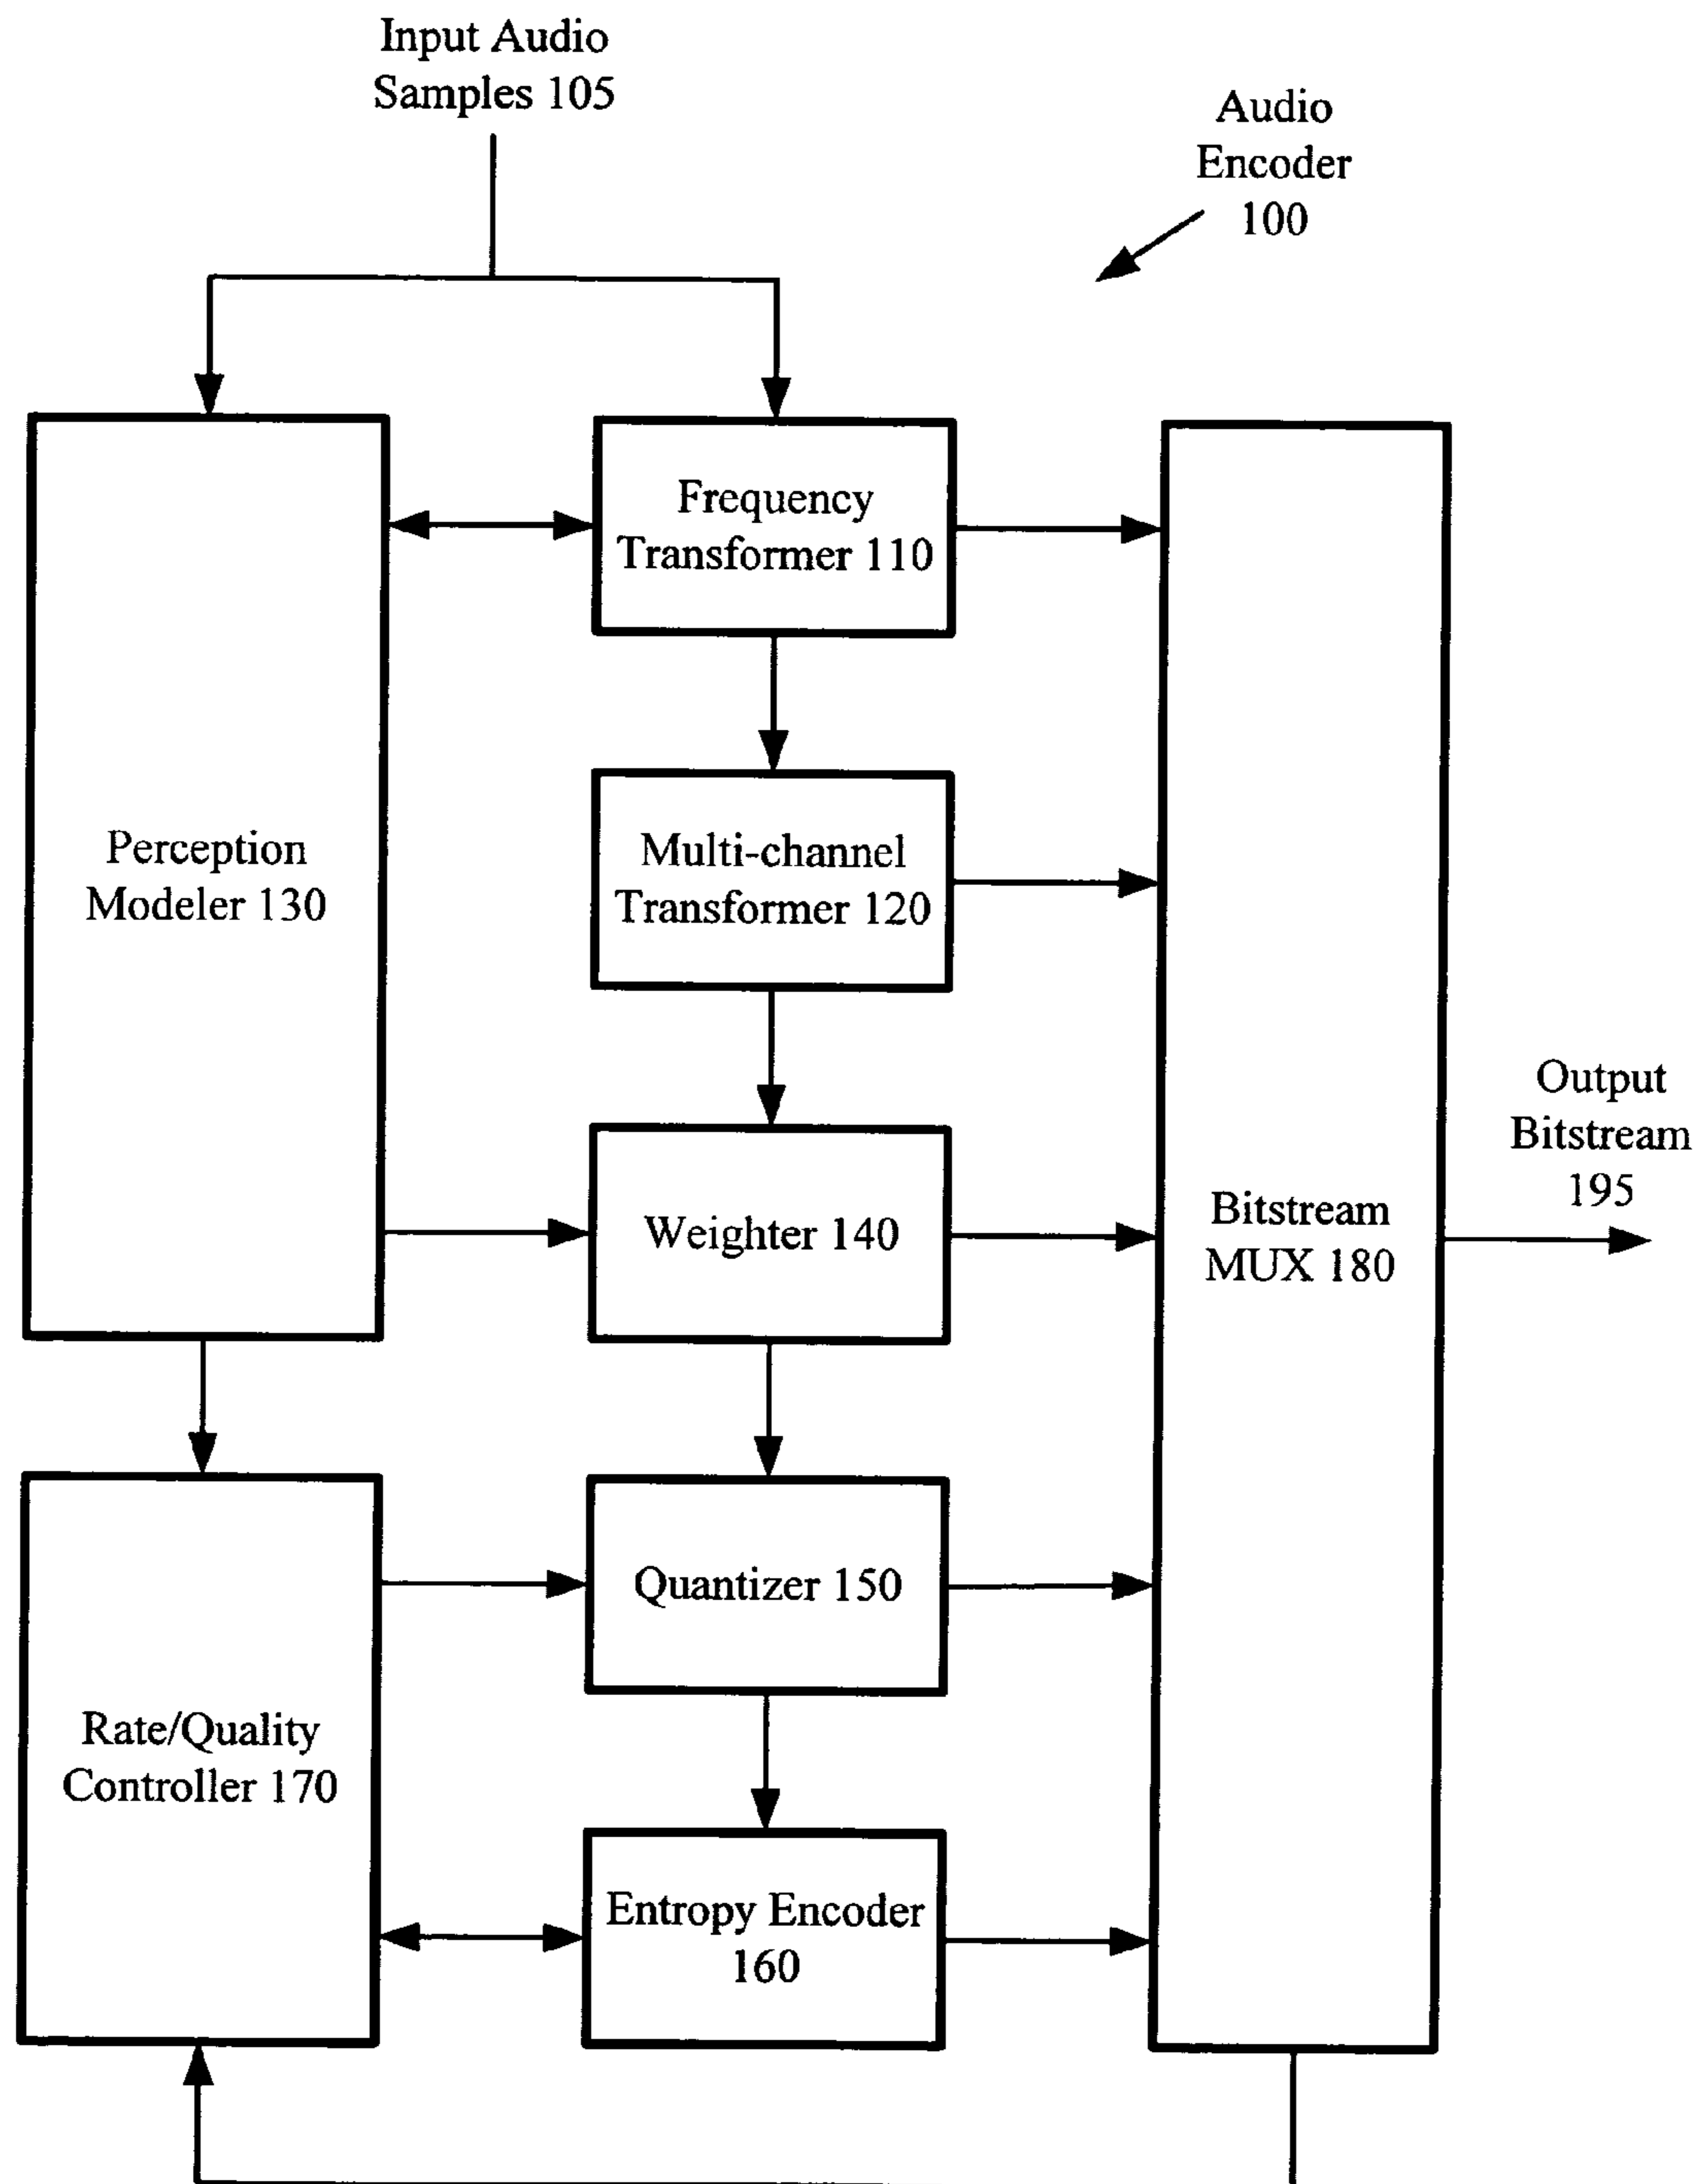 Input Audio
Samples 105
Audio
Encoder
100
Frequency
Transformer 110
Perception
Modeler 130
Multi-channel
Transformer 120
Output
Bitstream
195
Weighter 140
Bitstream
MUX 180
Quantizer 150
Rate/Quality
Controller 170
Entropy Encoder
160